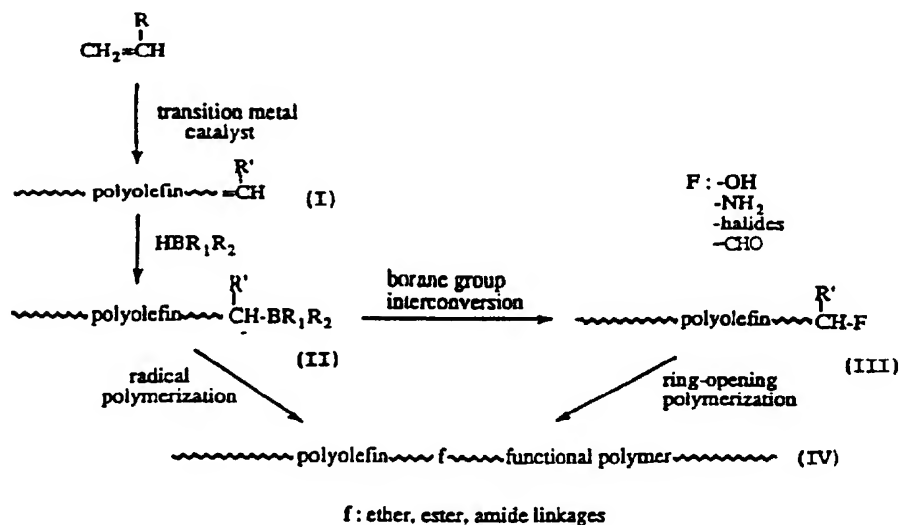 R
CH₂=CH
transition metal
catalyst
R'
polyolefin =CH (I)
F : -OH
-NH₂
-halides
-CHO
HBR₁R₂
R'
polyolefin CH-BR₁R₂
(II)
borane group
interconversion
R'
polyolefin CH-F
(III)
radical
polymerization
ring-opening
polymerization
polyolefin f functional polymer (IV)
f : ether, ester, amide linkages